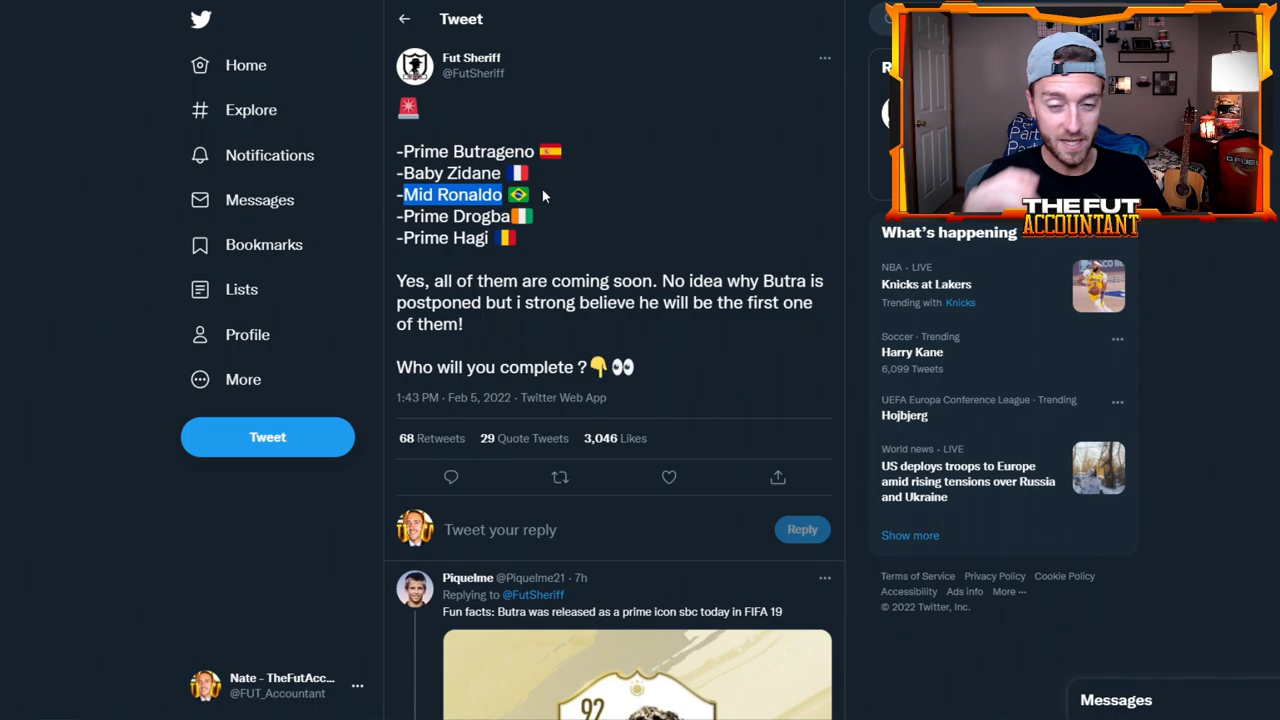 Tweet
Home
Explore
Notifications
Messages
Bookmarks
Lists
Profile
More
Tweet
Fut Sheriff
@FutSheriff
-Prime Butrageno
-Baby Zidane
-Mid Ronaldo
-Prime Drogba
-Prime Hagi
Yes, all of them are coming soon. No idea why Butra is
postponed but i strong believe he will be the first one
of them!
Who will you complete ?
1:43 PM · Feb 5, 2022 · Twitter Web App
68 Retweets 29 Quote Tweets 3,046 Likes
Tweet your reply
Reply
Piquelme @Piquelme21 · 7h
Replying to @FutSheriff
Fun facts: Butra was released as a prime icon sbc today in FIFA 19
92
THE FUT
ACCOUNTANT
What's happening
NBA · LIVE
Knicks at Lakers
Trending with Knicks
Soccer · Trending
Harry Kane
6,099 Tweets
UEFA Europa Conference League · Trending
Hojbjerg
World news · LIVE
US deploys troops to Europe
amid rising tensions over Russia
and Ukraine
Show more
Terms of Service Privacy Policy Cookie Policy
Accessibility Ads info More ···
© 2022 Twitter, Inc.
Nate - TheFutAcc...
@FUT_Accountant
Messages